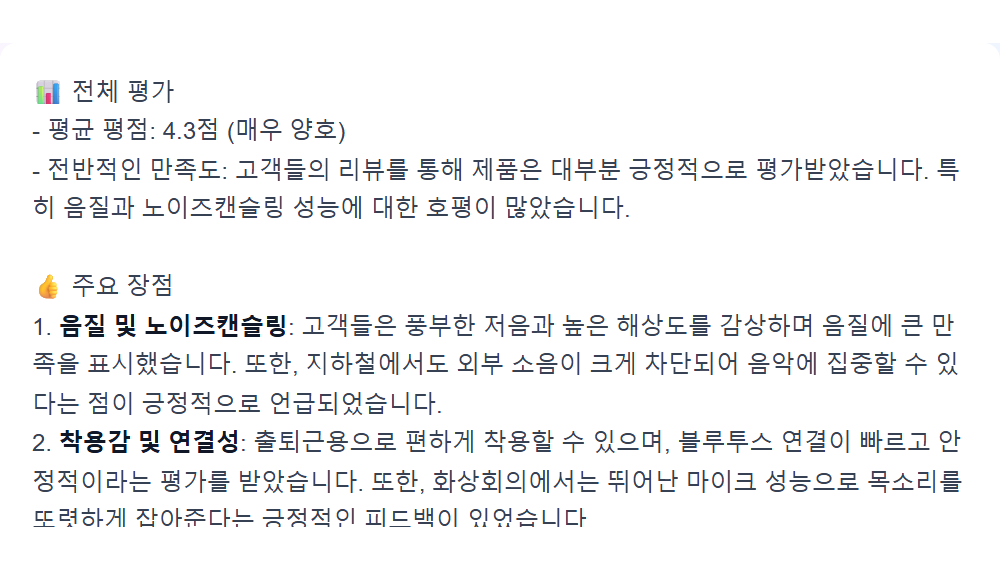 📊 전체 평가
- 평균 평점: 4.3점 (매우 양호)
- 전반적인 만족도: 고객들의 리뷰를 통해 제품은 대부분 긍정적으로 평가받았습니다. 특
히 음질과 노이즈캔슬링 성능에 대한 호평이 많았습니다.
👍 주요 장점
1. 음질 및 노이즈캔슬링: 고객들은 풍부한 저음과 높은 해상도를 감상하며 음질에 큰 만
족을 표시했습니다. 또한, 지하철에서도 외부 소음이 크게 차단되어 음악에 집중할 수 있
다는 점이 긍정적으로 언급되었습니다.
2. 착용감 및 연결성: 출퇴근용으로 편하게 착용할 수 있으며, 블루투스 연결이 빠르고 안
정적이라는 평가를 받았습니다. 또한, 화상회의에서는 뛰어난 마이크 성능으로 목소리를
또렷하게 잡아준다는 긍정적인 피드백이 있었습니다